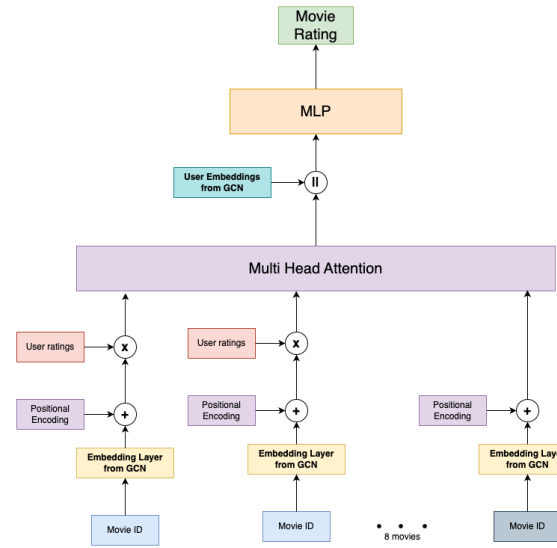 Movie
Rating
MLP
User Embeddings
from GCN
||
Multi Head Attention
User ratings
x
User ratings
x
Positional
Encoding
+
Positional
Encoding
+
Positional
Encoding
+
Embedding Layer
from GCN
Embedding Layer
from GCN
Embedding Laye
from GCN
Movie ID
Movie ID
• • •
8 movies
Movie ID